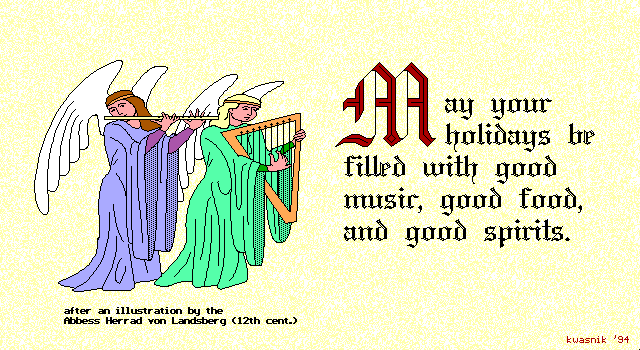 May your
holidays be
filled with good
music, good food,
and good spirits.
after an illustration by the
Abbess Herrad von Landsberg (12th cent.)
kwasnik '94